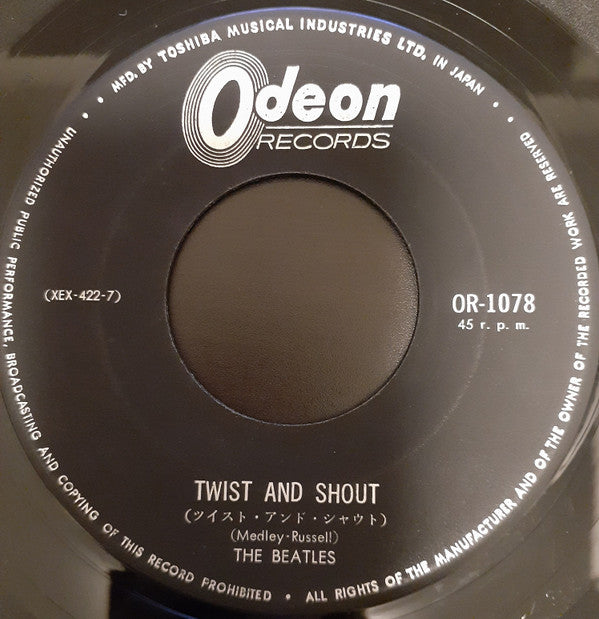 MFD. BY TOSHIBA MUSICAL INDUSTRIES LTD. IN JAPAN
Odeon
RECORDS
(XEX-422-7)
OR-1078
45 r. p. m.
TWIST AND SHOUT
(ツイスト・アンド・シャウト)
(Medley-Russell)
THE BEATLES
• ALL RIGHTS OF THE MANUFACTURER AND OF THE OWNER OF THE RECORDED WORK ARE RESERVED •
• UNAUTHORIZED PUBLIC PERFORMANCE, BROADCASTING AND COPYING OF THIS RECORD PROHIBITED